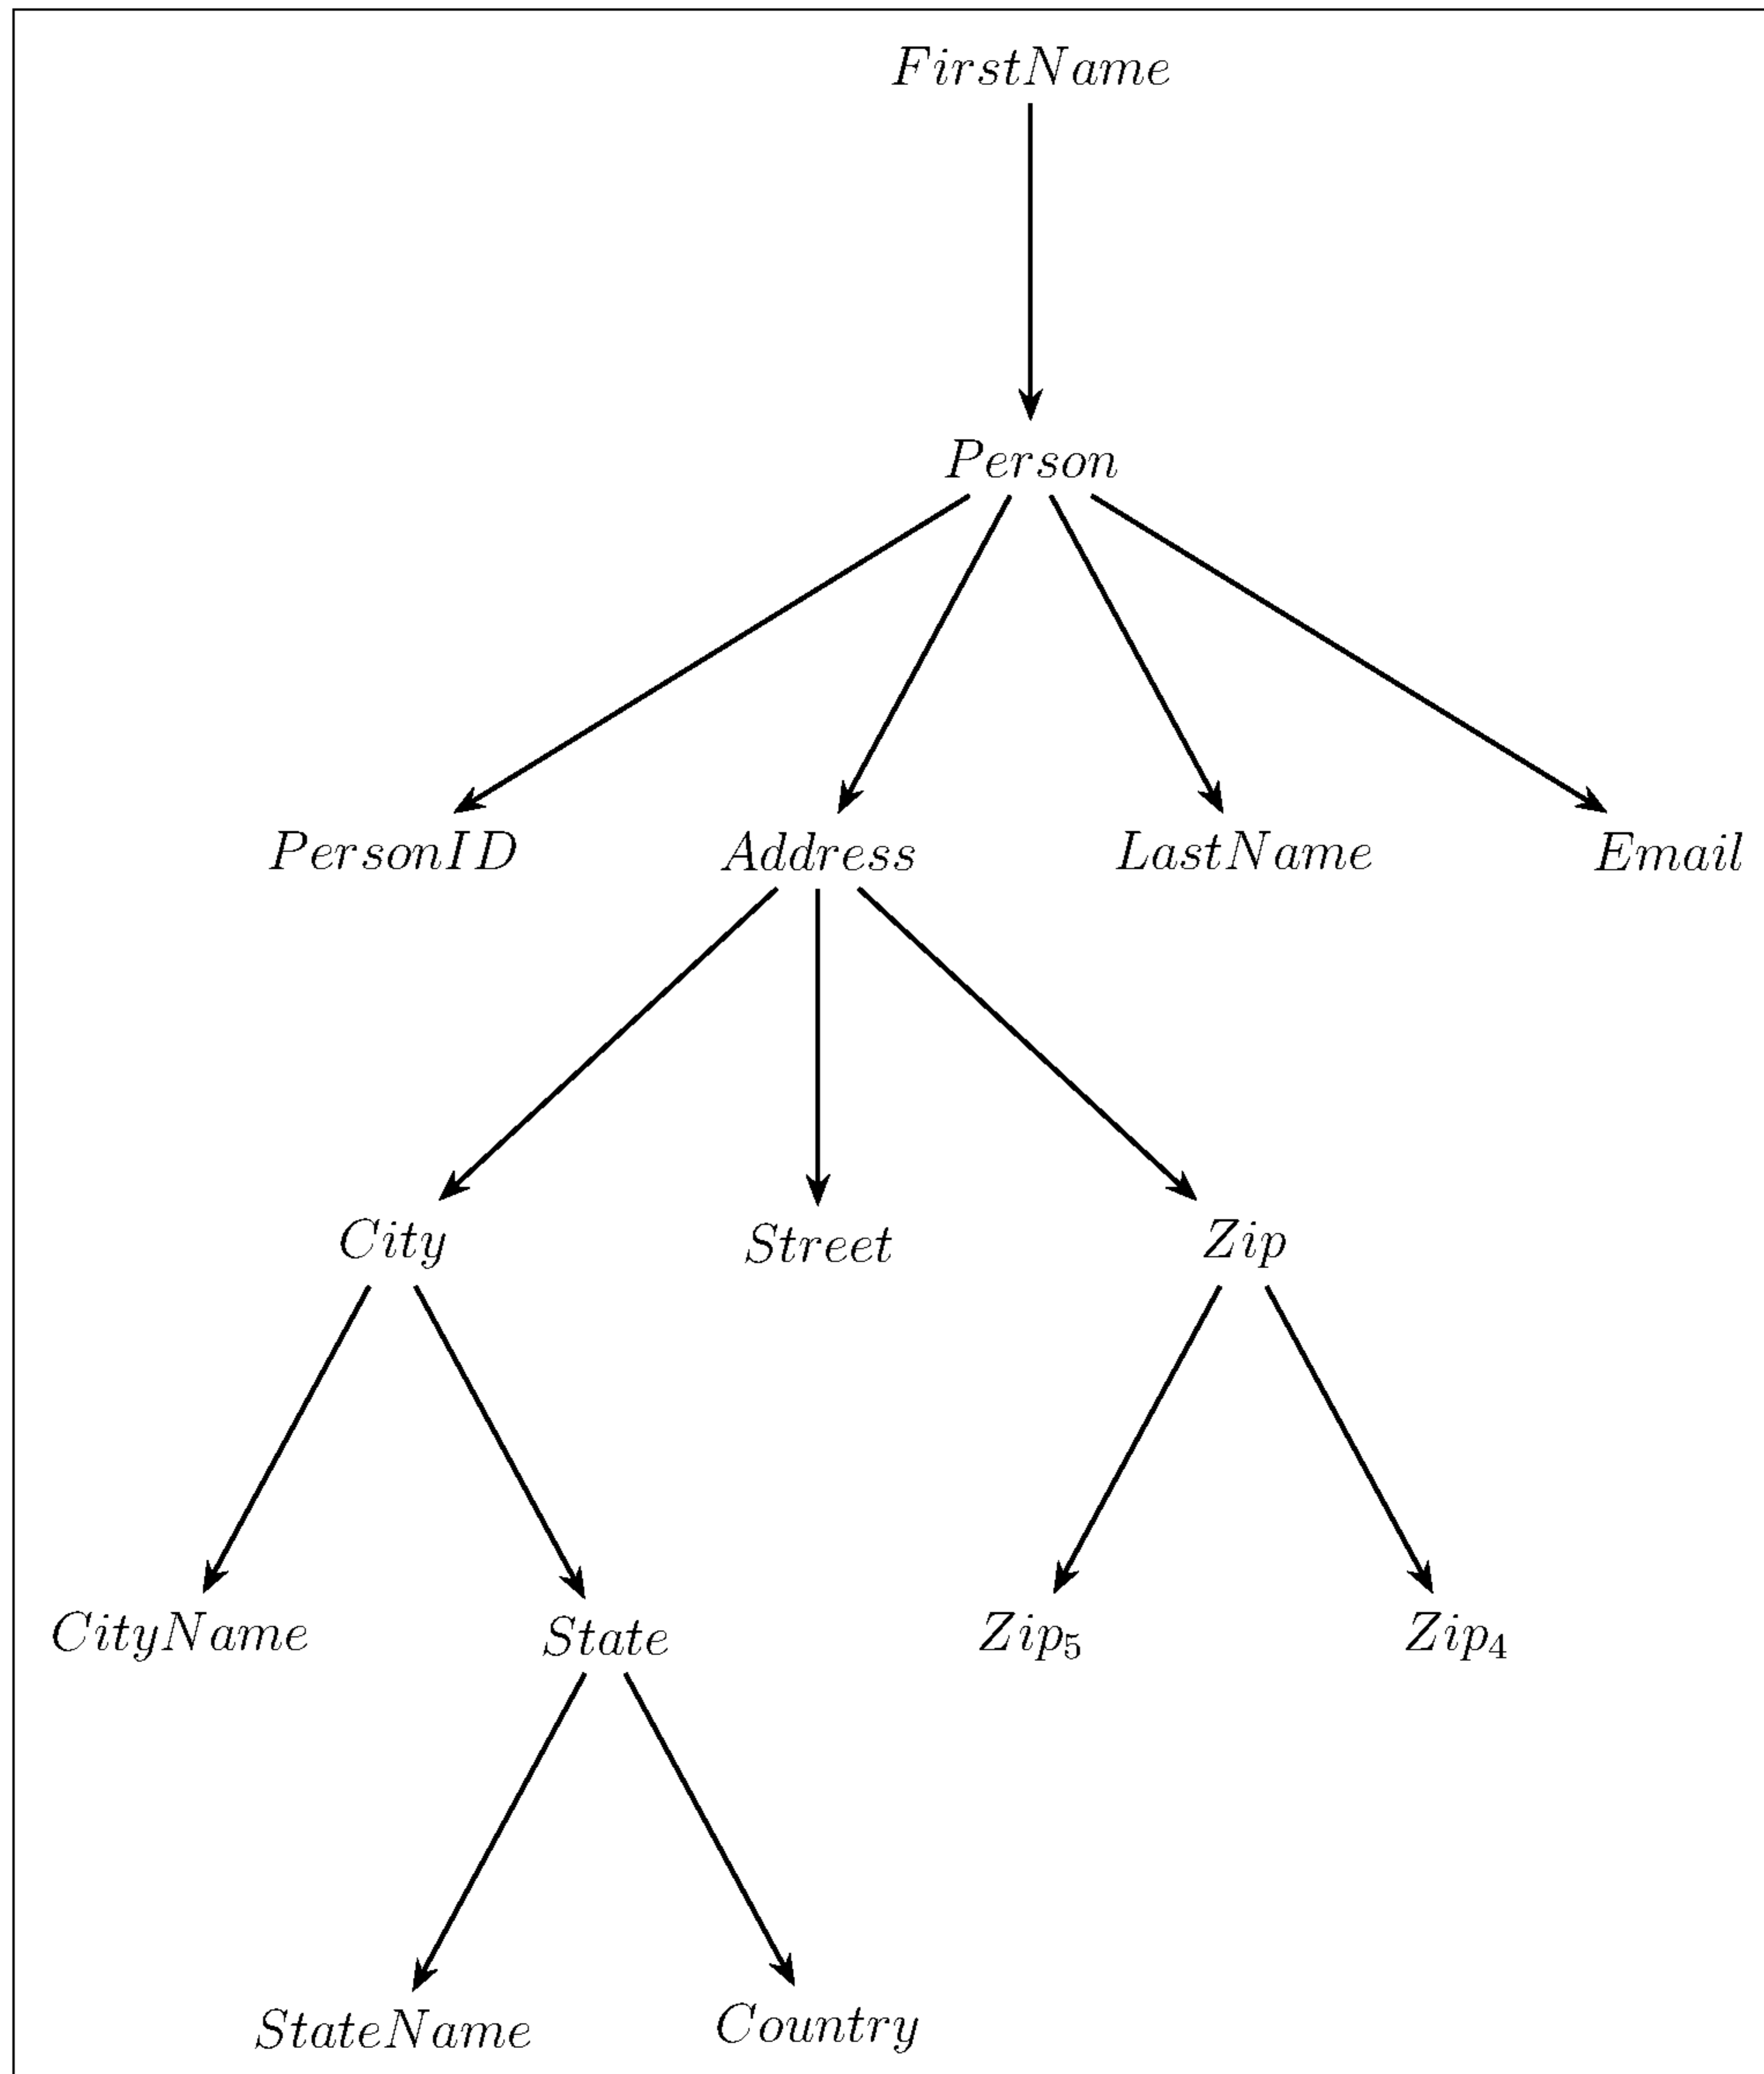 FirstName
Person
PersonID Address LastName Email
City Street Zip
CityName State Zip₅ Zip₄
StateName Country